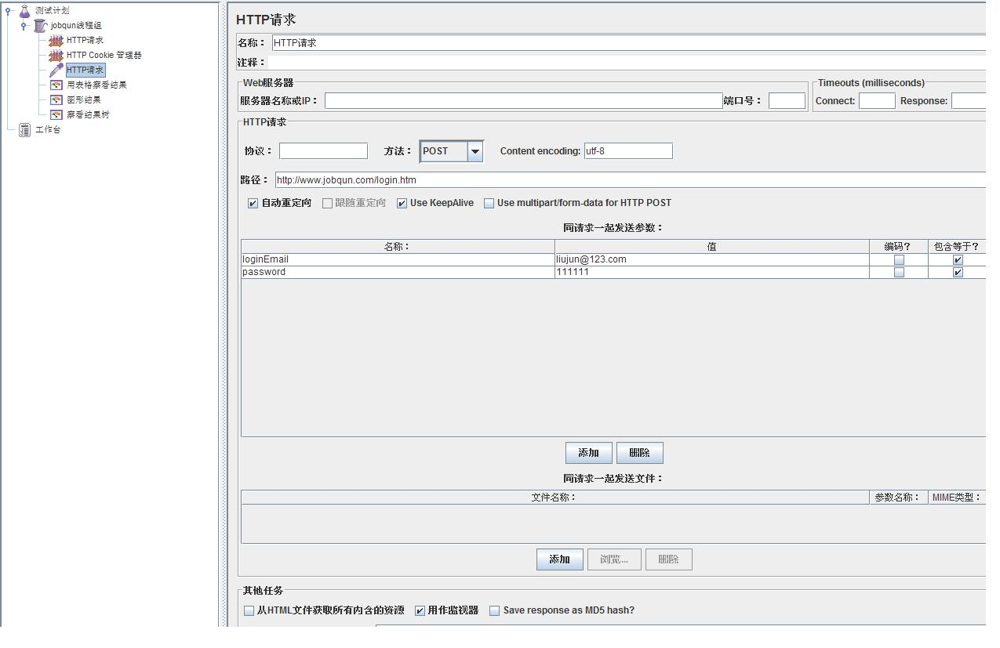 测试计划
jobqun线程组
HTTP请求
HTTP Cookie 管理器
HTTP请求
用表格察看结果
图形结果
察看结果树
工作台
HTTP请求
名称： HTTP请求
注释：
Web服务器
服务器名称或IP： 端口号：
Timeouts (milliseconds)
Connect: Response:
HTTP请求
协议： 方法： POST Content encoding: utf-8
路径： http://www.jobqun.com/login.htm
自动重定向 跟随重定向 Use KeepAlive Use multipart/form-data for HTTP POST
同请求一起发送参数：
名称： 值 编码？ 包含等于？
loginEmail liujun@123.com
password 111111
添加 删除
同请求一起发送文件：
文件名称： 参数名称： MIME类型：
添加 浏览... 删除
其他任务
从HTML文件获取所有内含的资源 用作监视器 Save response as MD5 hash?